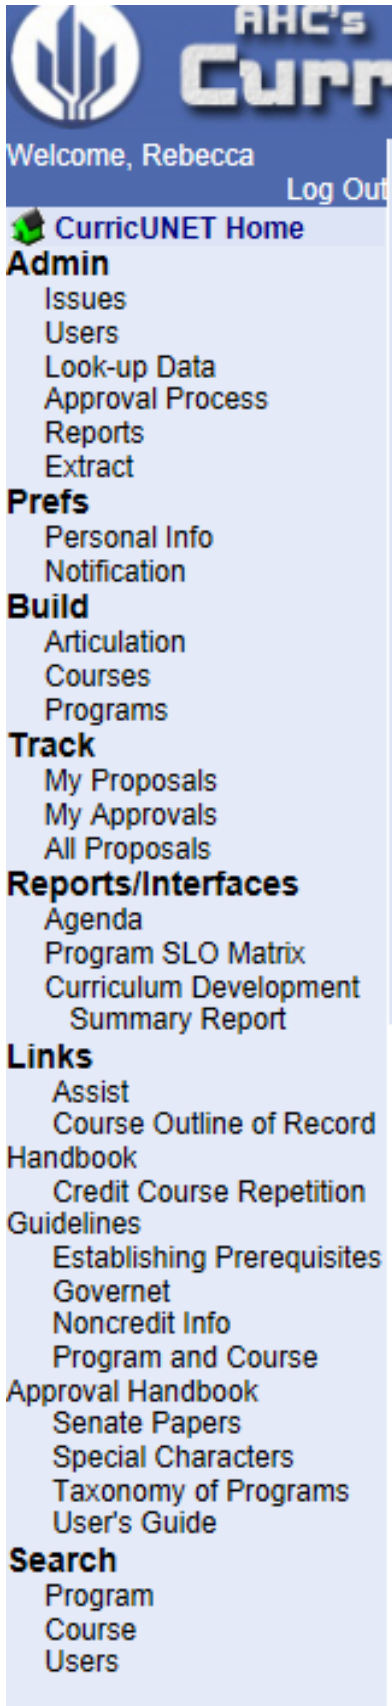 AHC's
Curr
Welcome, Rebecca
Log Out
CurricUNET Home
Admin
Issues
Users
Look-up Data
Approval Process
Reports
Extract
Prefs
Personal Info
Notification
Build
Articulation
Courses
Programs
Track
My Proposals
My Approvals
All Proposals
Reports/Interfaces
Agenda
Program SLO Matrix
Curriculum Development
Summary Report
Links
Assist
Course Outline of Record
Handbook
Credit Course Repetition
Guidelines
Establishing Prerequisites
Governet
Noncredit Info
Program and Course
Approval Handbook
Senate Papers
Special Characters
Taxonomy of Programs
User's Guide
Search
Program
Course
Users